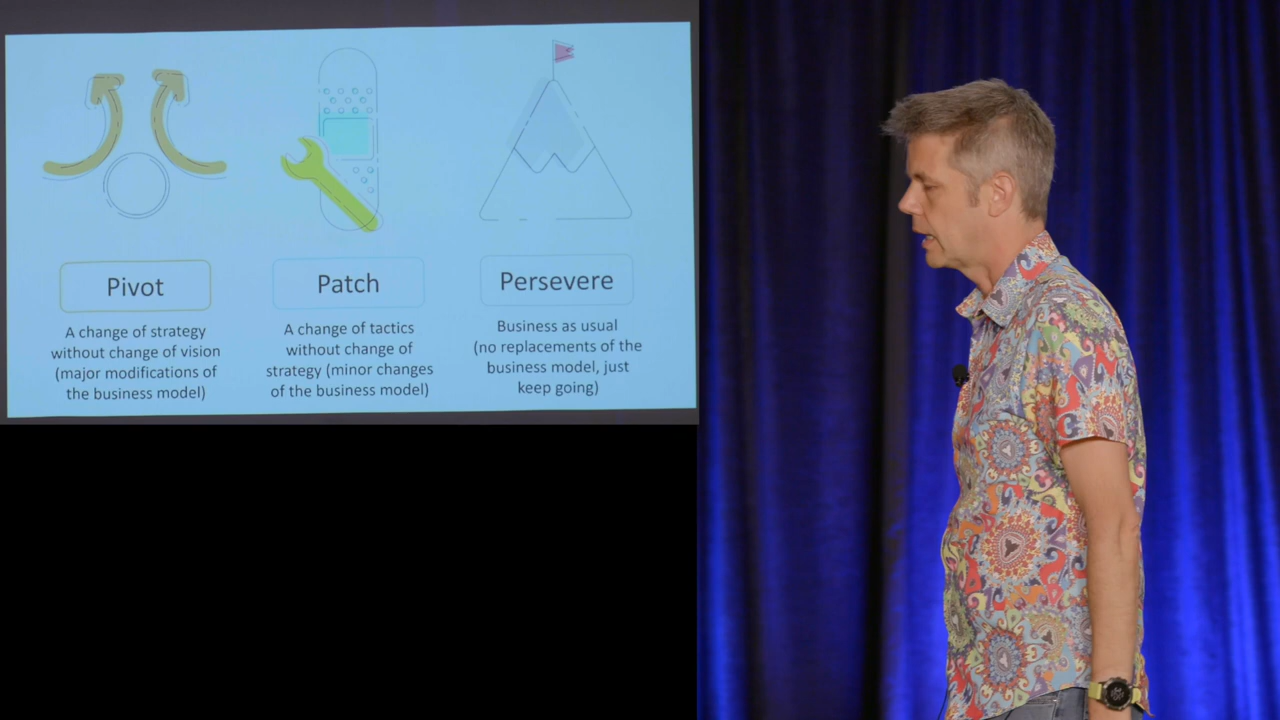 Pivot
A change of strategy
without change of vision
(major modifications of
the business model)
Patch
A change of tactics
without change of
strategy (minor changes
of the business model)
Persevere
Business as usual
(no replacements of the
business model, just
keep going)